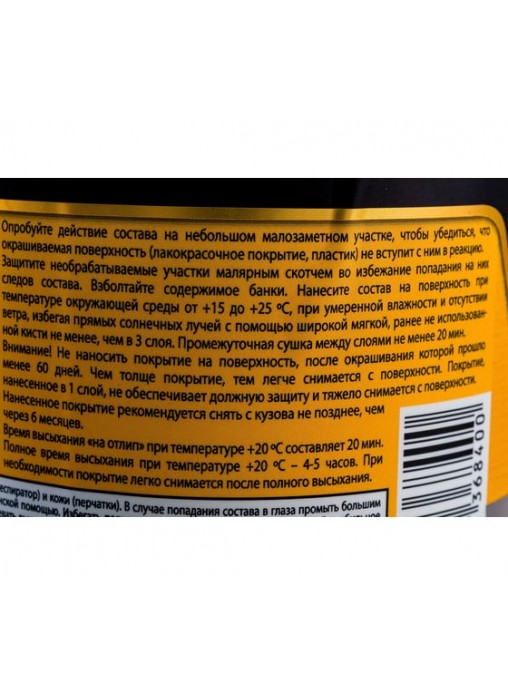 Опробуйте действие состава на небольшом малозаметном участке, чтобы убедиться, что
окрашиваемая поверхность (лакокрасочное покрытие, пластик) не вступит с ним в реакцию.
Защитите необрабатываемые участки малярным скотчем во избежание попадания на них
следов состава. Взболтайте содержимое банки. Нанесите состав на поверхность при
температуре окружающей среды от +15 до +25 ºС, при умеренной влажности и отсутствии
ветра, избегая прямых солнечных лучей с помощью широкой мягкой, ранее не использован-
ной кисти не менее, чем в 3 слоя. Промежуточная сушка между слоями не менее 20 мин.
Внимание! Не наносить покрытие на поверхность, после окрашивания которой прошло
менее 60 дней. Чем толще покрытие, тем легче снимается с поверхности. Покрытие,
нанесенное в 1 слой, не обеспечивает должную защиту и тяжело снимается с поверхности.
Нанесенное покрытие рекомендуется снять с кузова не позднее, чем
через 6 месяцев.
Время высыхания «на отлип» при температуре +20 ºС составляет 20 мин.
Полное время высыхания при температуре +20 ºС – 4-5 часов. При
необходимости покрытие легко снимается после полного высыхания.
еспиратор) и кожи (перчатки). В случае попадания состава в глаза промыть большим
нской помощью. Избегать
368400